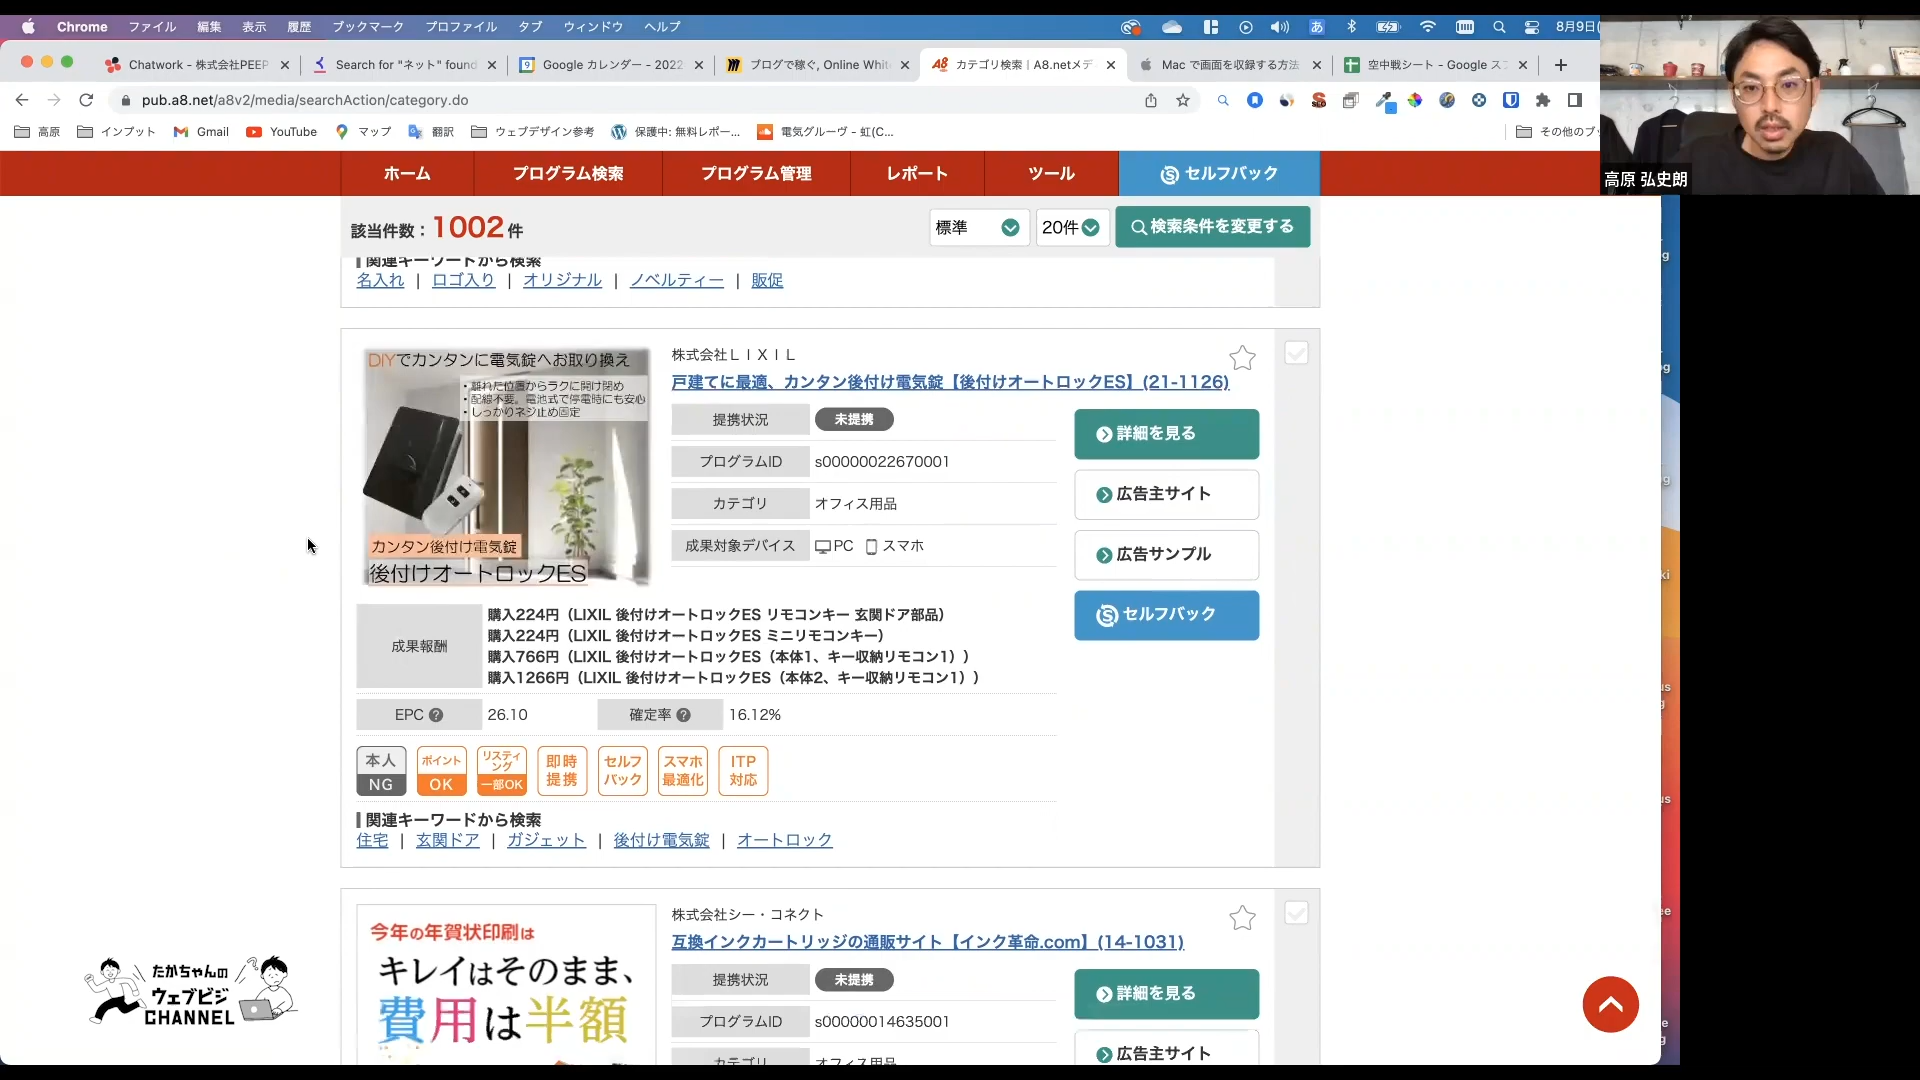 Chrome ファイル 編集 表示 履歴 ブックマーク プロファイル タブ ウィンドウ ヘルプ
あ
8月9日(
Chatwork - 株式会社PEEP
Search for "ネット" found
Google カレンダー - 2022
ブログで稼ぐ, Online Whit
カテゴリ検索｜A8.netメデ
Mac で画面を収録する方法
空中戦シート - Google ス
pub.a8.net/a8v2/media/searchAction/category.do
高原
インプット
Gmail
YouTube
マップ
翻訳
ウェブデザイン参考
保護中: 無料レポー...
電気グルーヴ - 虹(C...
その他のブッ
高原 弘史朗
ホーム
プログラム検索
プログラム管理
レポート
ツール
セルフバック
該当件数：1002 件
標準
20件
検索条件を変更する
関連キーワードから検索
名入れ | ロゴ入り | オリジナル | ノベルティー | 販促
DIYでカンタンに電気錠へお取り換え
・離れた位置からラクに開け閉め
・配線不要。電池式で停電時にも安心
・しっかりネジ止め固定
カンタン後付け電気錠
後付けオートロックES
株式会社ＬＩＸＩＬ
戸建てに最適、カンタン後付け電気錠【後付けオートロックES】(21-1126)
提携状況 未提携
プログラムID s00000022670001
カテゴリ オフィス用品
成果対象デバイス PC スマホ
詳細を見る
広告主サイト
広告サンプル
セルフバック
成果報酬
購入224円（LIXIL 後付けオートロックES リモコンキー 玄関ドア部品）
購入224円（LIXIL 後付けオートロックES ミニリモコンキー）
購入766円（LIXIL 後付けオートロックES（本体1、キー収納リモコン1））
購入1266円（LIXIL 後付けオートロックES（本体2、キー収納リモコン1））
EPC ? 26.10 確定率 ? 16.12%
本人 NG
ポイント OK
リスティング 一部OK
即時提携
セルフバック
スマホ最適化
ITP対応
関連キーワードから検索
住宅 | 玄関ドア | ガジェット | 後付け電気錠 | オートロック
今年の年賀状印刷は
キレイはそのまま、
費用は半額
株式会社シー・コネクト
互換インクカートリッジの通販サイト【インク革命.com】(14-1031)
提携状況 未提携
プログラムID s00000014635001
カテゴリ オフィス用品
詳細を見る
広告主サイト
たかちゃんの
ウェブビジ
CHANNEL